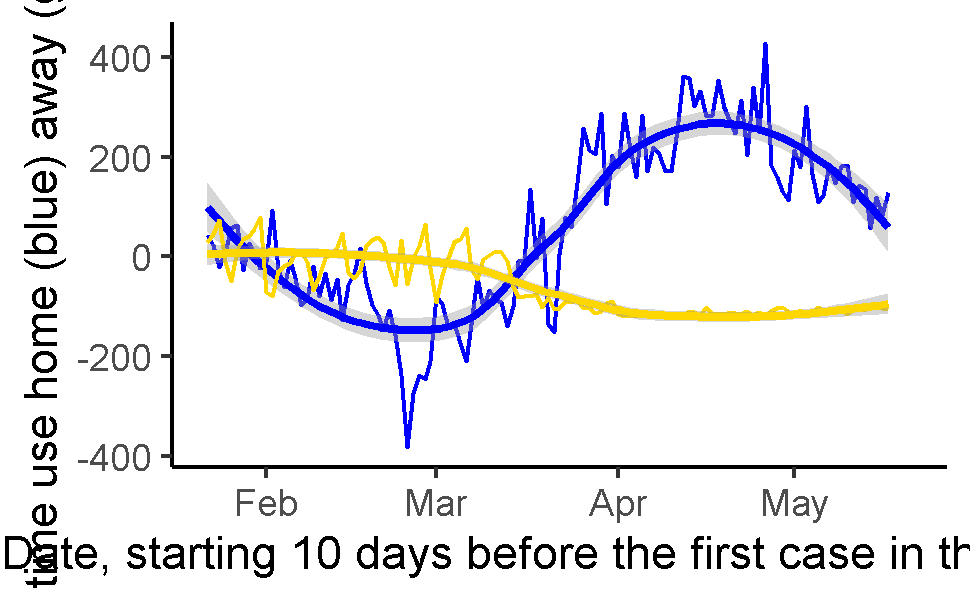 time use home (blue) away (
400
200
0
-200
-400
Feb Mar Apr May
Date, starting 10 days before the first case in th